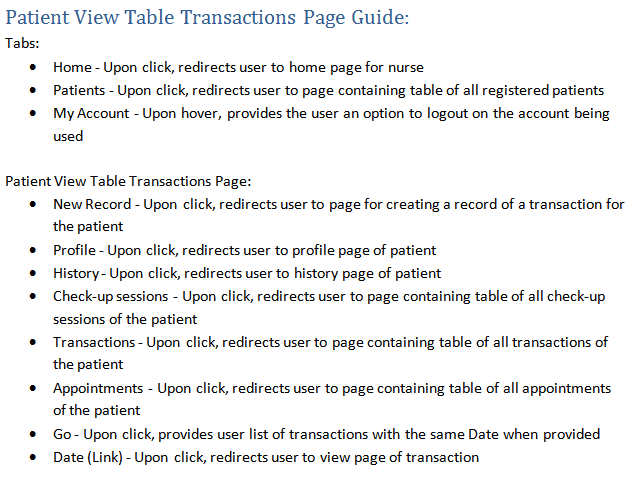 Patient View Table Transactions Page Guide:
Tabs:
• Home - Upon click, redirects user to home page for nurse
• Patients - Upon click, redirects user to page containing table of all registered patients
• My Account - Upon hover, provides the user an option to logout on the account being
used
Patient View Table Transactions Page:
• New Record - Upon click, redirects user to page for creating a record of a transaction for
the patient
• Profile - Upon click, redirects user to profile page of patient
• History - Upon click, redirects user to history page of patient
• Check-up sessions - Upon click, redirects user to page containing table of all check-up
sessions of the patient
• Transactions - Upon click, redirects user to page containing table of all transactions of
the patient
• Appointments - Upon click, redirects user to page containing table of all appointments
of the patient
• Go - Upon click, provides user list of transactions with the same Date when provided
• Date (Link) - Upon click, redirects user to view page of transaction